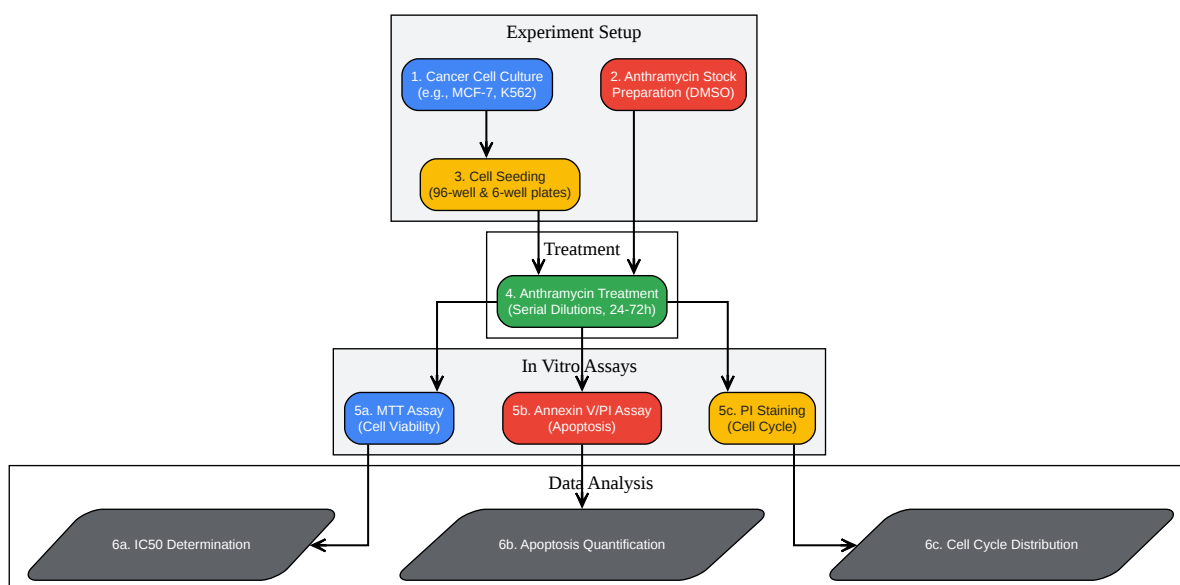 Experiment Setup
1. Cancer Cell Culture
(e.g., MCF-7, K562)
2. Anthramycin Stock
Preparation (DMSO)
3. Cell Seeding
(96-well & 6-well plates)
Treatment
4. Anthramycin Treatment
(Serial Dilutions, 24-72h)
In Vitro Assays
5a. MTT Assay
(Cell Viability)
5b. Annexin V/PI Assay
(Apoptosis)
5c. PI Staining
(Cell Cycle)
Data Analysis
6a. IC50 Determination
6b. Apoptosis Quantification
6c. Cell Cycle Distribution